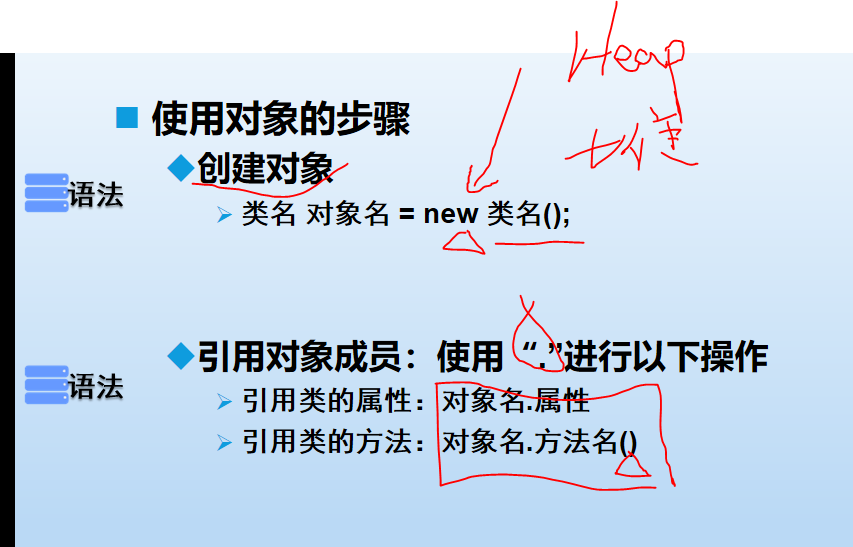 Heap
使用对象的步骤
创建对象
语法
类名 对象名 = new 类名();
引用对象成员：使用 “.”进行以下操作
语法
引用类的属性：对象名.属性
引用类的方法：对象名.方法名()